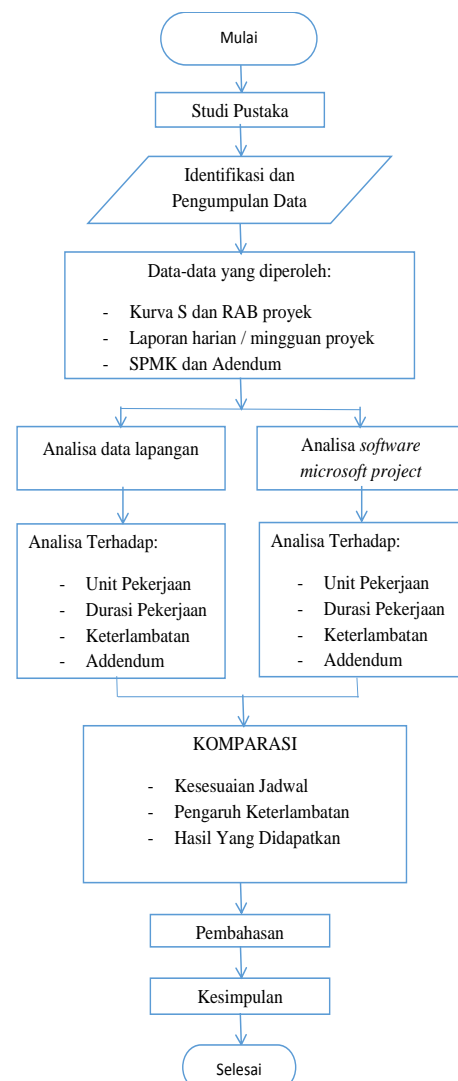 Mulai
Studi Pustaka
Identifikasi dan
Pengumpulan Data
Data-data yang diperoleh:
- Kurva S dan RAB proyek
- Laporan harian / mingguan proyek
- SPMK dan Adendum
Analisa data lapangan
Analisa software
microsoft project
Analisa Terhadap:
- Unit Pekerjaan
- Durasi Pekerjaan
- Keterlambatan
- Addendum
Analisa Terhadap:
- Unit Pekerjaan
- Durasi Pekerjaan
- Keterlambatan
- Addendum
KOMPARASI
- Kesesuaian Jadwal
- Pengaruh Keterlambatan
- Hasil Yang Didapatkan
Pembahasan
Kesimpulan
Selesai